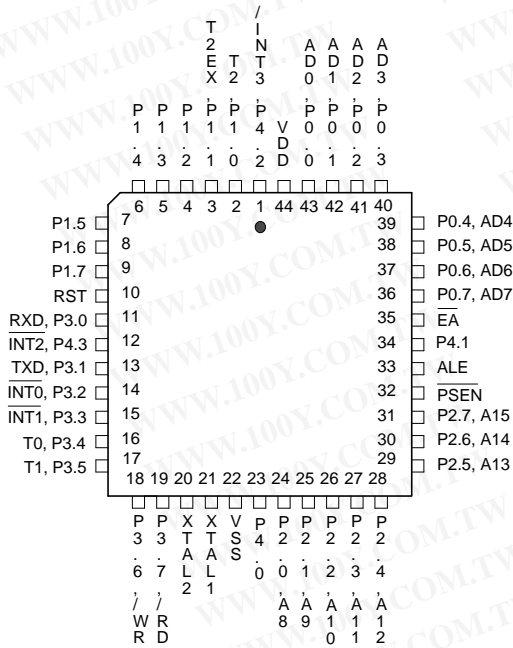 T2EX, P1.1
T2, P1.0
/INT3, P4.2
AD0, P0.0
AD1, P0.1
AD2, P0.2
AD3, P0.3
P1.4
P1.3
P1.2
VDD
6 5 4 3 2 1 44 43 42 41 40
P1.5 7
P1.6 8
P1.7 9
RST 10
RXD, P3.0 11
INT2, P4.3 12
TXD, P3.1 13
INT0, P3.2 14
INT1, P3.3 15
T0, P3.4 16
T1, P3.5 17
39 P0.4, AD4
38 P0.5, AD5
37 P0.6, AD6
36 P0.7, AD7
35 EA
34 P4.1
33 ALE
32 PSEN
31 P2.7, A15
30 P2.6, A14
29 P2.5, A13
18 19 20 21 22 23 24 25 26 27 28
P3.6, /WR
P3.7, /RD
XTAL2
XTAL1
VSS
P4.0
P2.0, A8
P2.1, A9
P2.2, A10
P2.3, A11
P2.4, A12
WWW.100Y.COM.TW